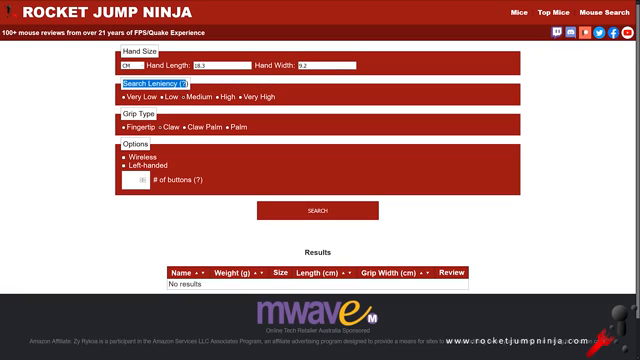 ROCKET JUMP NINJA
Mice Top Mice Mouse Search
100+ mouse reviews from over 21 years of FPS/Quake Experience
Hand Size
CM Hand Length: 18.3 Hand Width: 9.2
Search Leniency (?)
Very Low Low Medium High Very High
Grip Type
Fingertip Claw Claw Palm Palm
Options
Wireless
Left-handed
# of buttons (?)
SEARCH
Results
Name Weight (g) Size Length (cm) Grip Width (cm) Review
No results
mwave M
Online Tech Retailer Australia Sponsored
Amazon Affiliate: Zy Rykoa is a participant in the Amazon Services LLC Associates Program, an affiliate advertising program designed to provide a means for sites to
www.rocketjumpninja.com